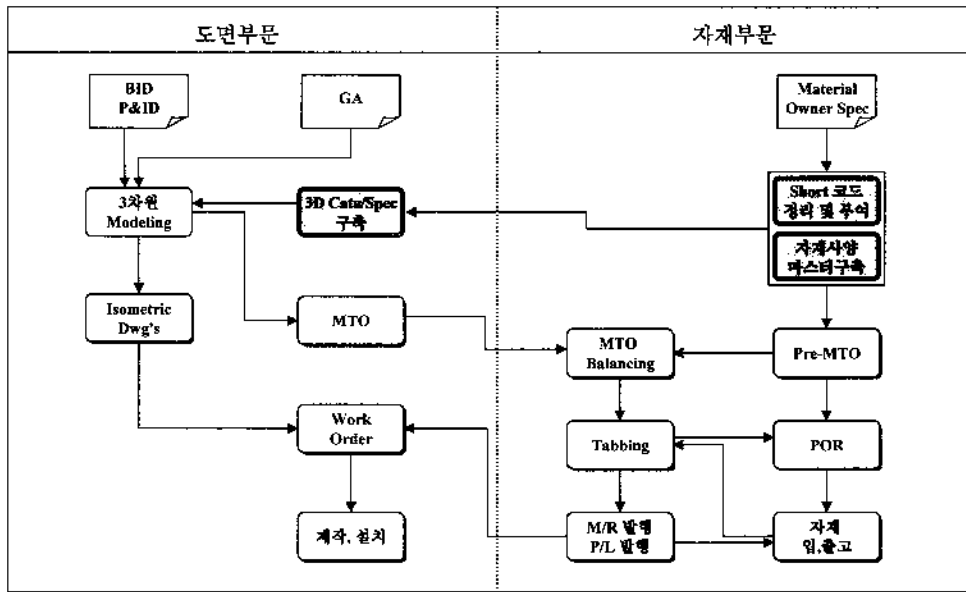 도면부문
자재부문
BID
P&ID
GA
Material
Owner Spec
3차원
Modeling
3D Cata/Spec
구축
Short 코드
정리 및 부여
자재사양
마스터구축
Isometric
Dwg's
MTO
MTO
Balancing
Pre-MTO
Work
Order
Tabbing
POR
제작, 설치
M/R 발행
P/L 발행
자재
입,출고